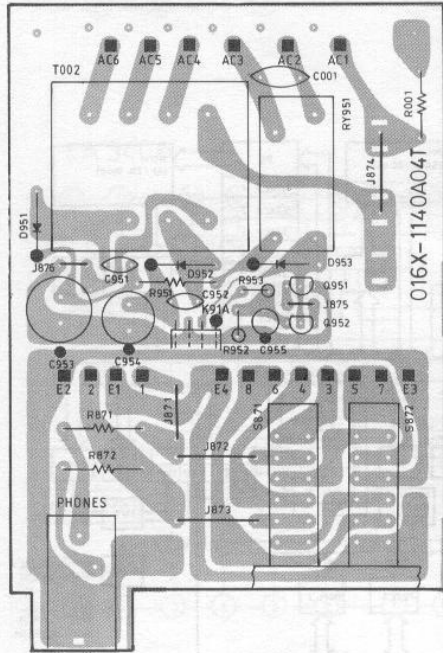 AC6 AC5 AC4 AC3 AC2 AC1
T002
C001
RY951
R001
J874
016X-1140A04T
D951
J876
C951
D952
R951
C952
K91A
R953
D953
Q951
J875
Q952
R952
C955
C953
C954
E2 2 E1 1 E4 8 6 4 3 5 7 E3
R871
J871
S871
S872
R872
J872
PHONES
J873